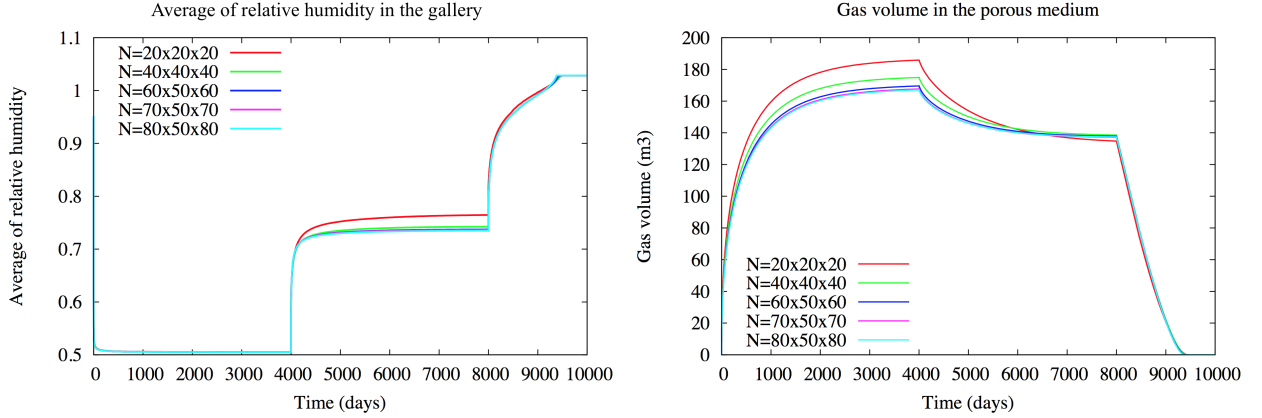 Average of relative humidity in the gallery
1.1
1
0.9
0.8
0.7
0.6
0.5
Average of relative humidity
N=20x20x20
N=40x40x40
N=60x50x60
N=70x50x70
N=80x50x80
0 1000 2000 3000 4000 5000 6000 7000 8000 9000 10000
Time (days)
Gas volume in the porous medium
200
180
160
140
120
100
80
60
40
20
0
Gas volume (m3)
N=20x20x20
N=40x40x40
N=60x50x60
N=70x50x70
N=80x50x80
0 1000 2000 3000 4000 5000 6000 7000 8000 9000 10000
Time (days)